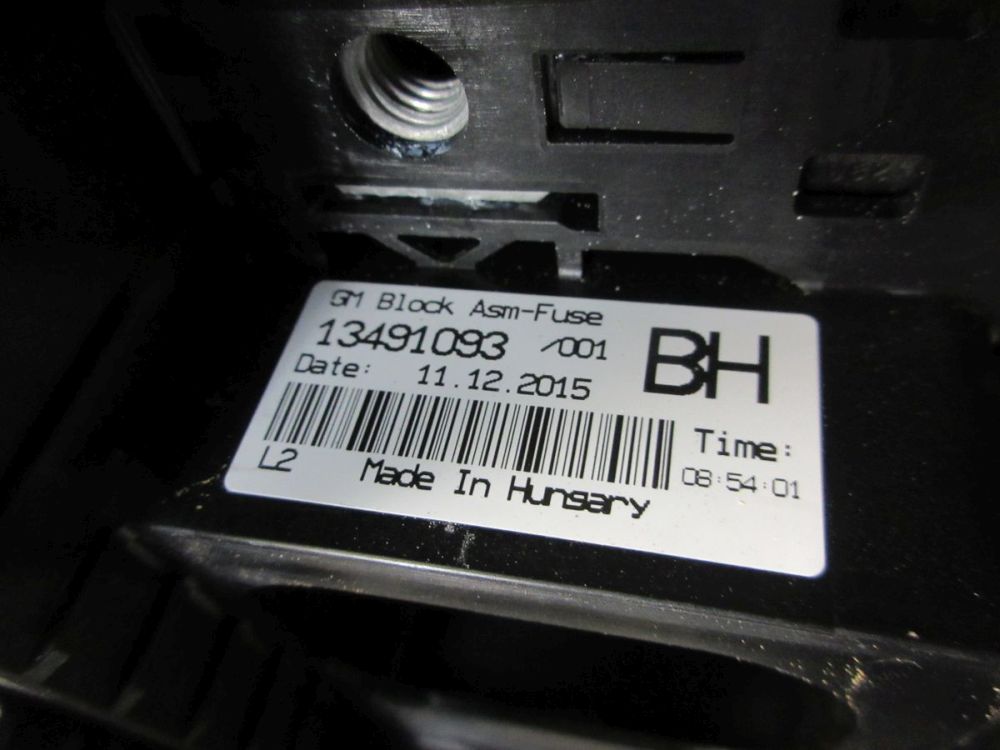 GM Block Asm-Fuse
13491093 /001
BH
Date: 11.12.2015
Time:
08:54:01
L2
Made In Hungary